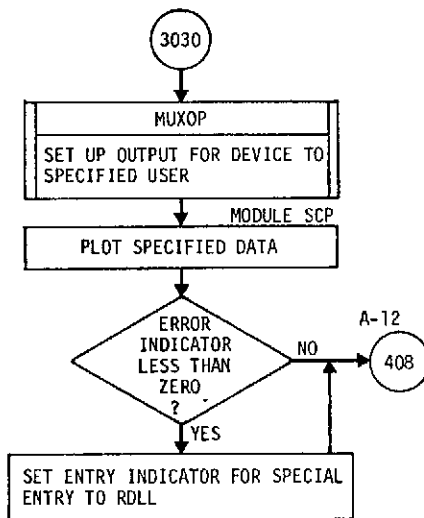 3030
MUXOP
SET UP OUTPUT FOR DEVICE TO
SPECIFIED USER
MODULE SCP
PLOT SPECIFIED DATA
ERROR
INDICATOR
LESS THAN
ZERO
?
NO
A-12
408
YES
SET ENTRY INDICATOR FOR SPECIAL
ENTRY TO RDLL